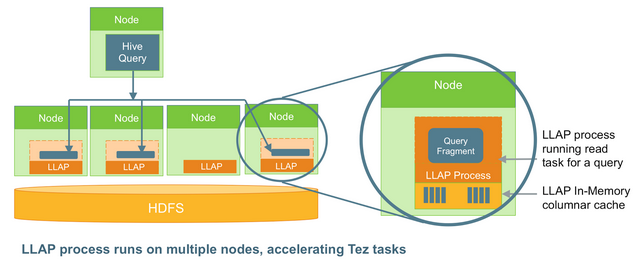 Node
Hive
Query
Node
Node
Node
Node
LLAP
LLAP
LLAP
LLAP
HDFS
Node
Query
Fragment
LLAP Process
LLAP process
running read
task for a query
LLAP In-Memory
columnar cache
LLAP process runs on multiple nodes, accelerating Tez tasks